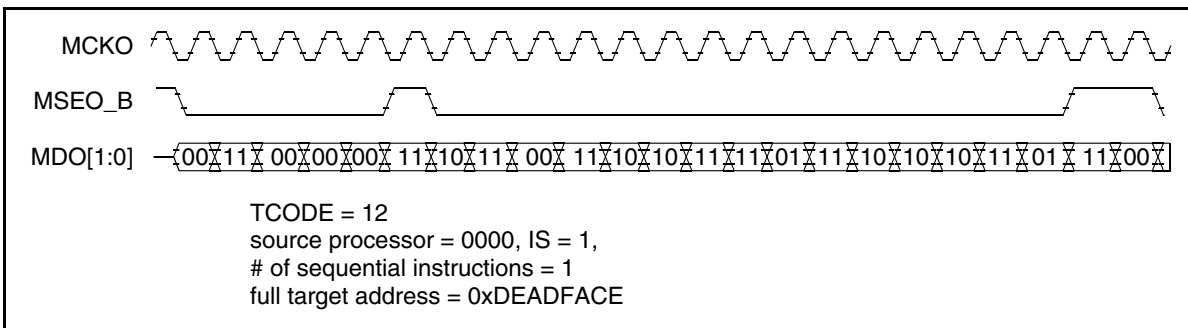 MCKO
MSEO_B
MDO[1:0] 00 11 00 00 00 11 10 11 00 11 10 10 11 11 01 11 10 10 10 11 01 11 00
TCODE = 12
source processor = 0000, IS = 1,
# of sequential instructions = 1
full target address = 0xDEADFACE